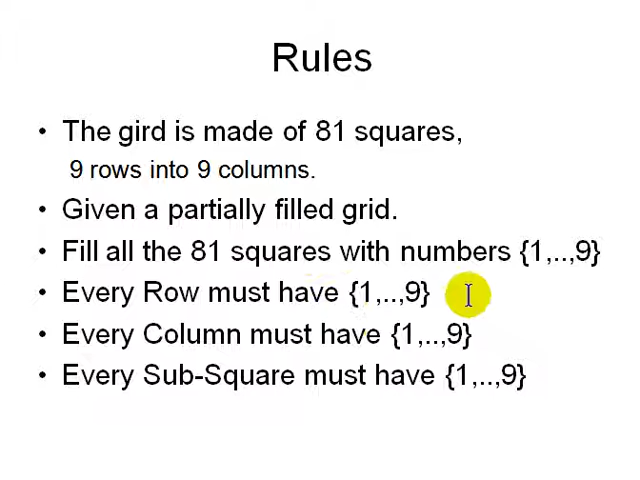 Rules
• The gird is made of 81 squares,
9 rows into 9 columns.
• Given a partially filled grid.
• Fill all the 81 squares with numbers {1,..,9}
• Every Row must have {1,..,9}
• Every Column must have {1,..,9}
• Every Sub-Square must have {1,..,9}